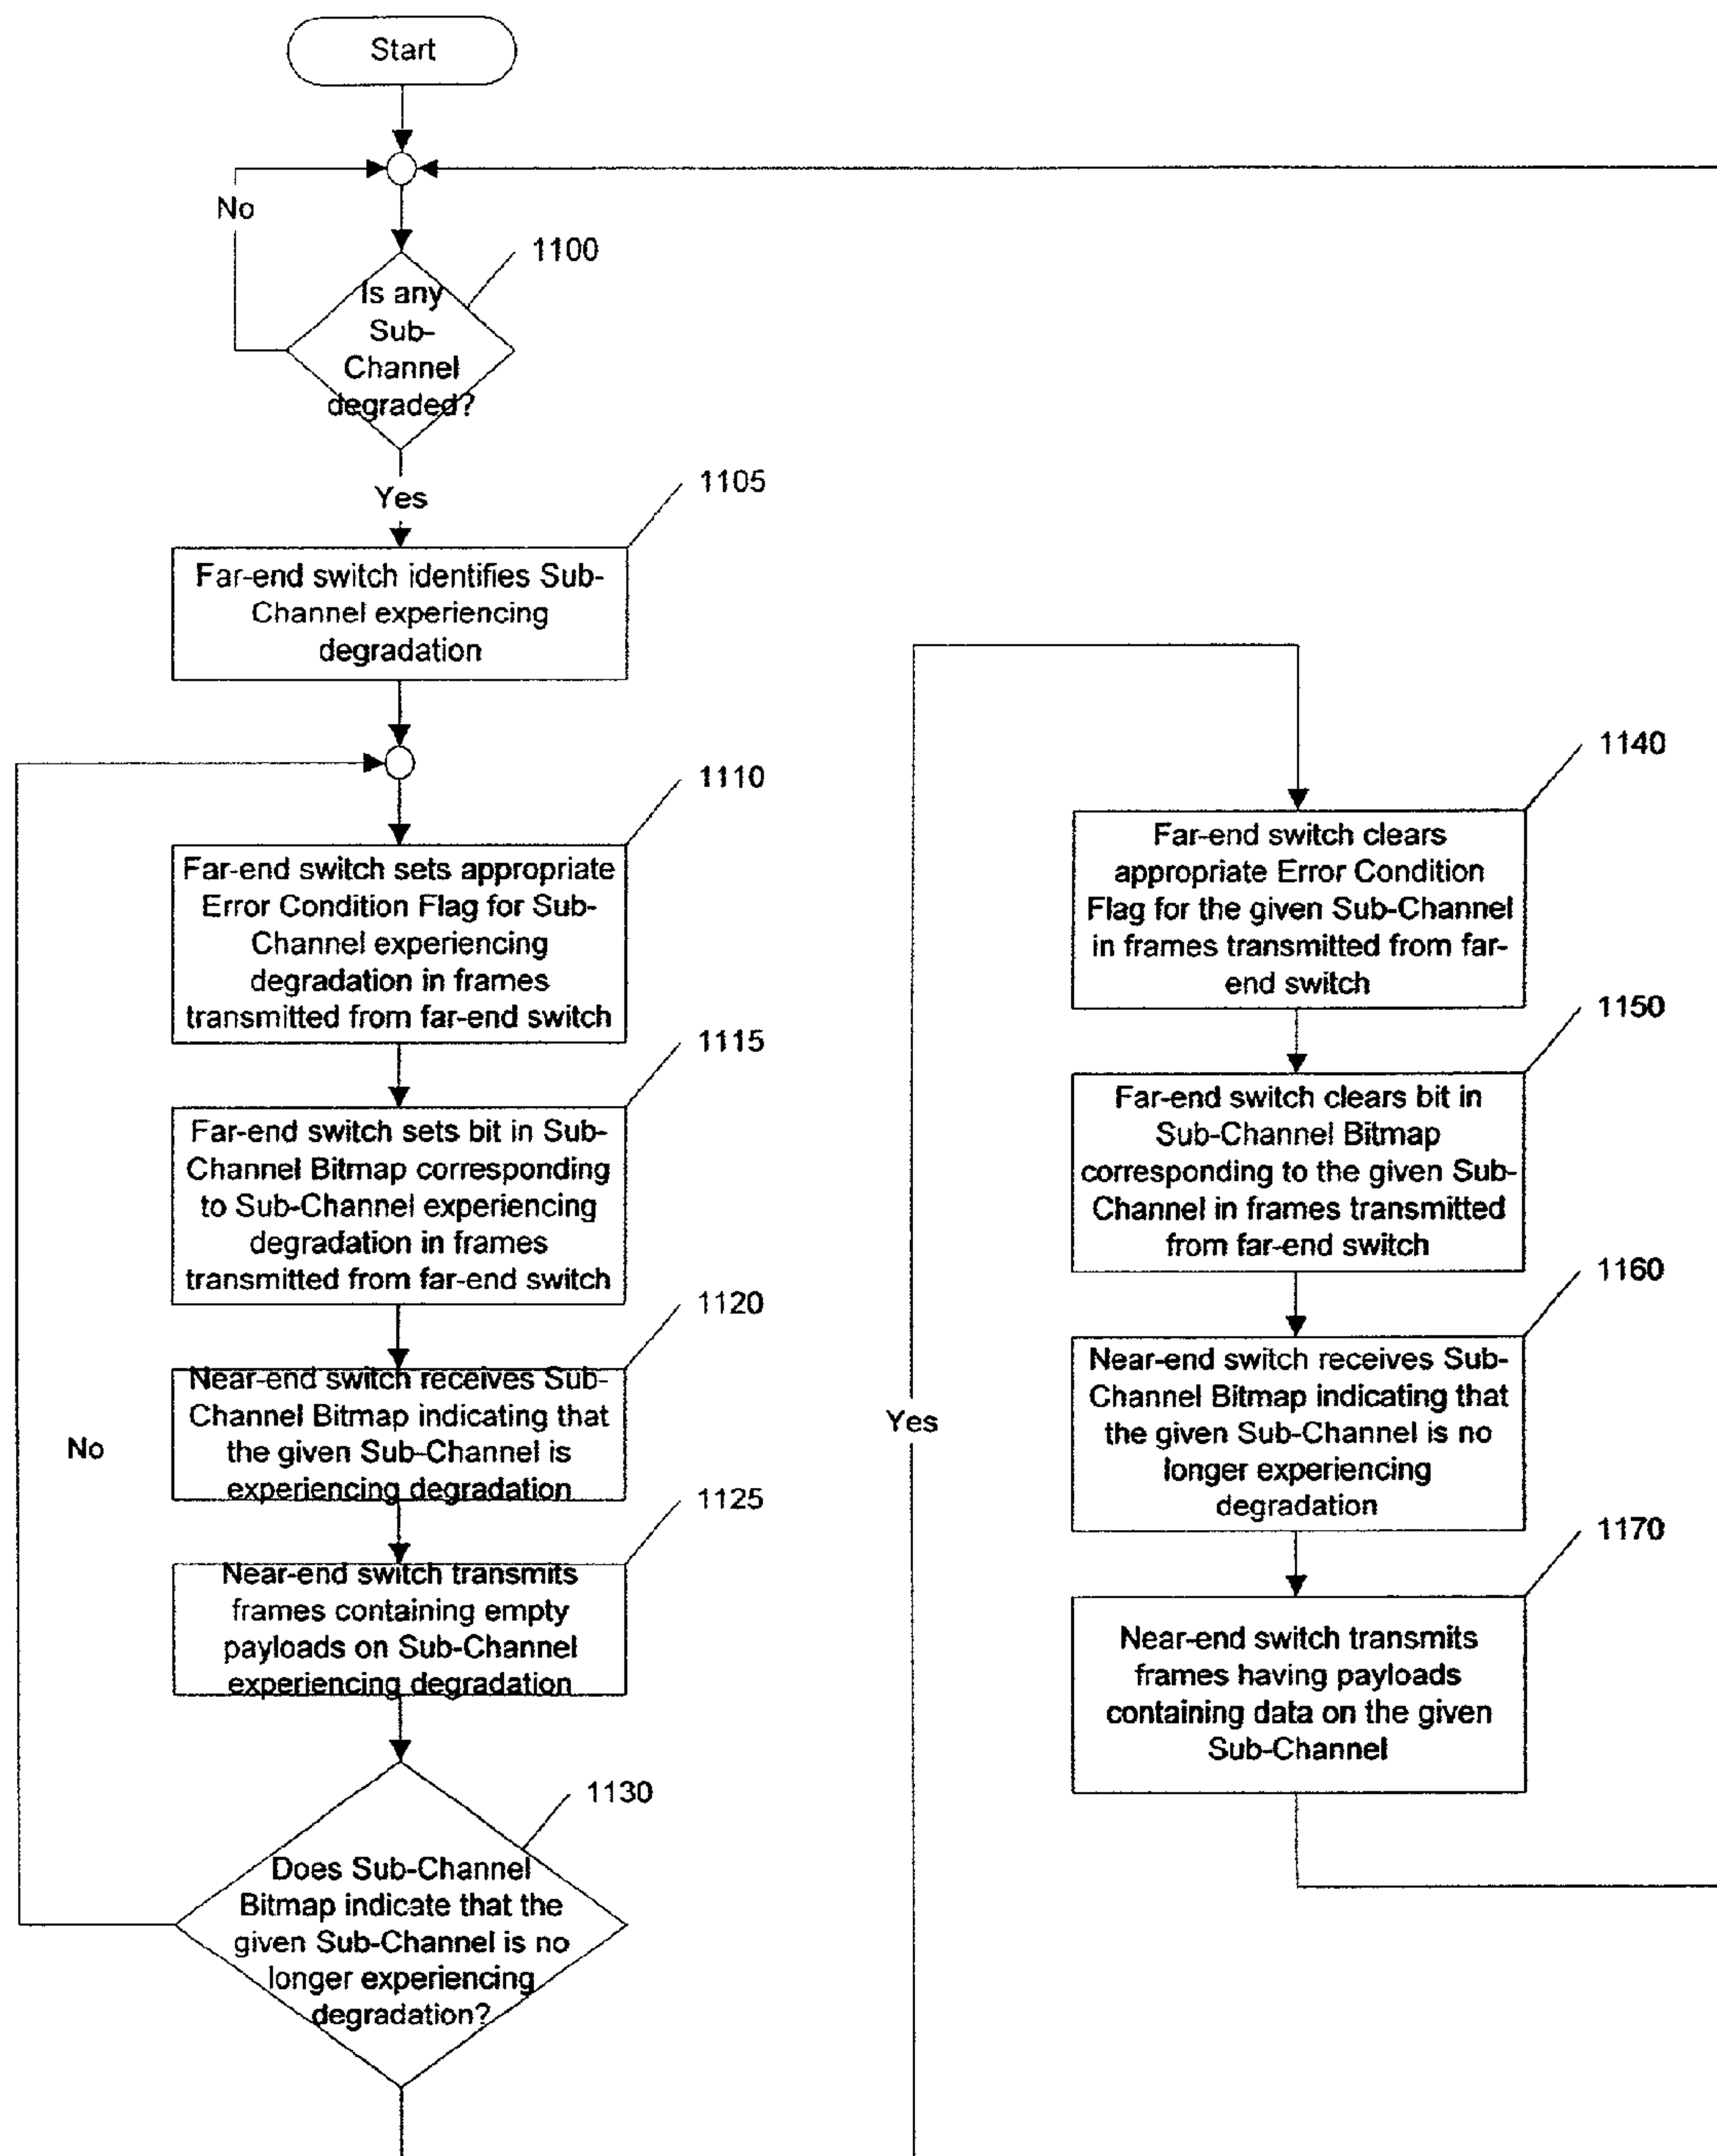 Start
No
1100
Is any
Sub-
Channel
degraded?
Yes
1105
Far-end switch identifies Sub-
Channel experiencing
degradation
1110
Far-end switch sets appropriate
Error Condition Flag for Sub-
Channel experiencing
degradation in frames
transmitted from far-end switch
1115
Far-end switch sets bit in Sub-
Channel Bitmap corresponding
to Sub-Channel experiencing
degradation in frames
transmitted from far-end switch
1120
Near-end switch receives Sub-
Channel Bitmap indicating that
the given Sub-Channel is
experiencing degradation
No
1125
Near-end switch transmits
frames containing empty
payloads on Sub-Channel
experiencing degradation
1130
Does Sub-Channel
Bitmap indicate that the
given Sub-Channel is no
longer experiencing
degradation?
Yes
1140
Far-end switch clears
appropriate Error Condition
Flag for the given Sub-Channel
in frames transmitted from far-
end switch
1150
Far-end switch clears bit in
Sub-Channel Bitmap
corresponding to the given Sub-
Channel in frames transmitted
from far-end switch
1160
Near-end switch receives Sub-
Channel Bitmap indicating that
the given Sub-Channel is no
longer experiencing
degradation
1170
Near-end switch transmits
frames having payloads
containing data on the given
Sub-Channel